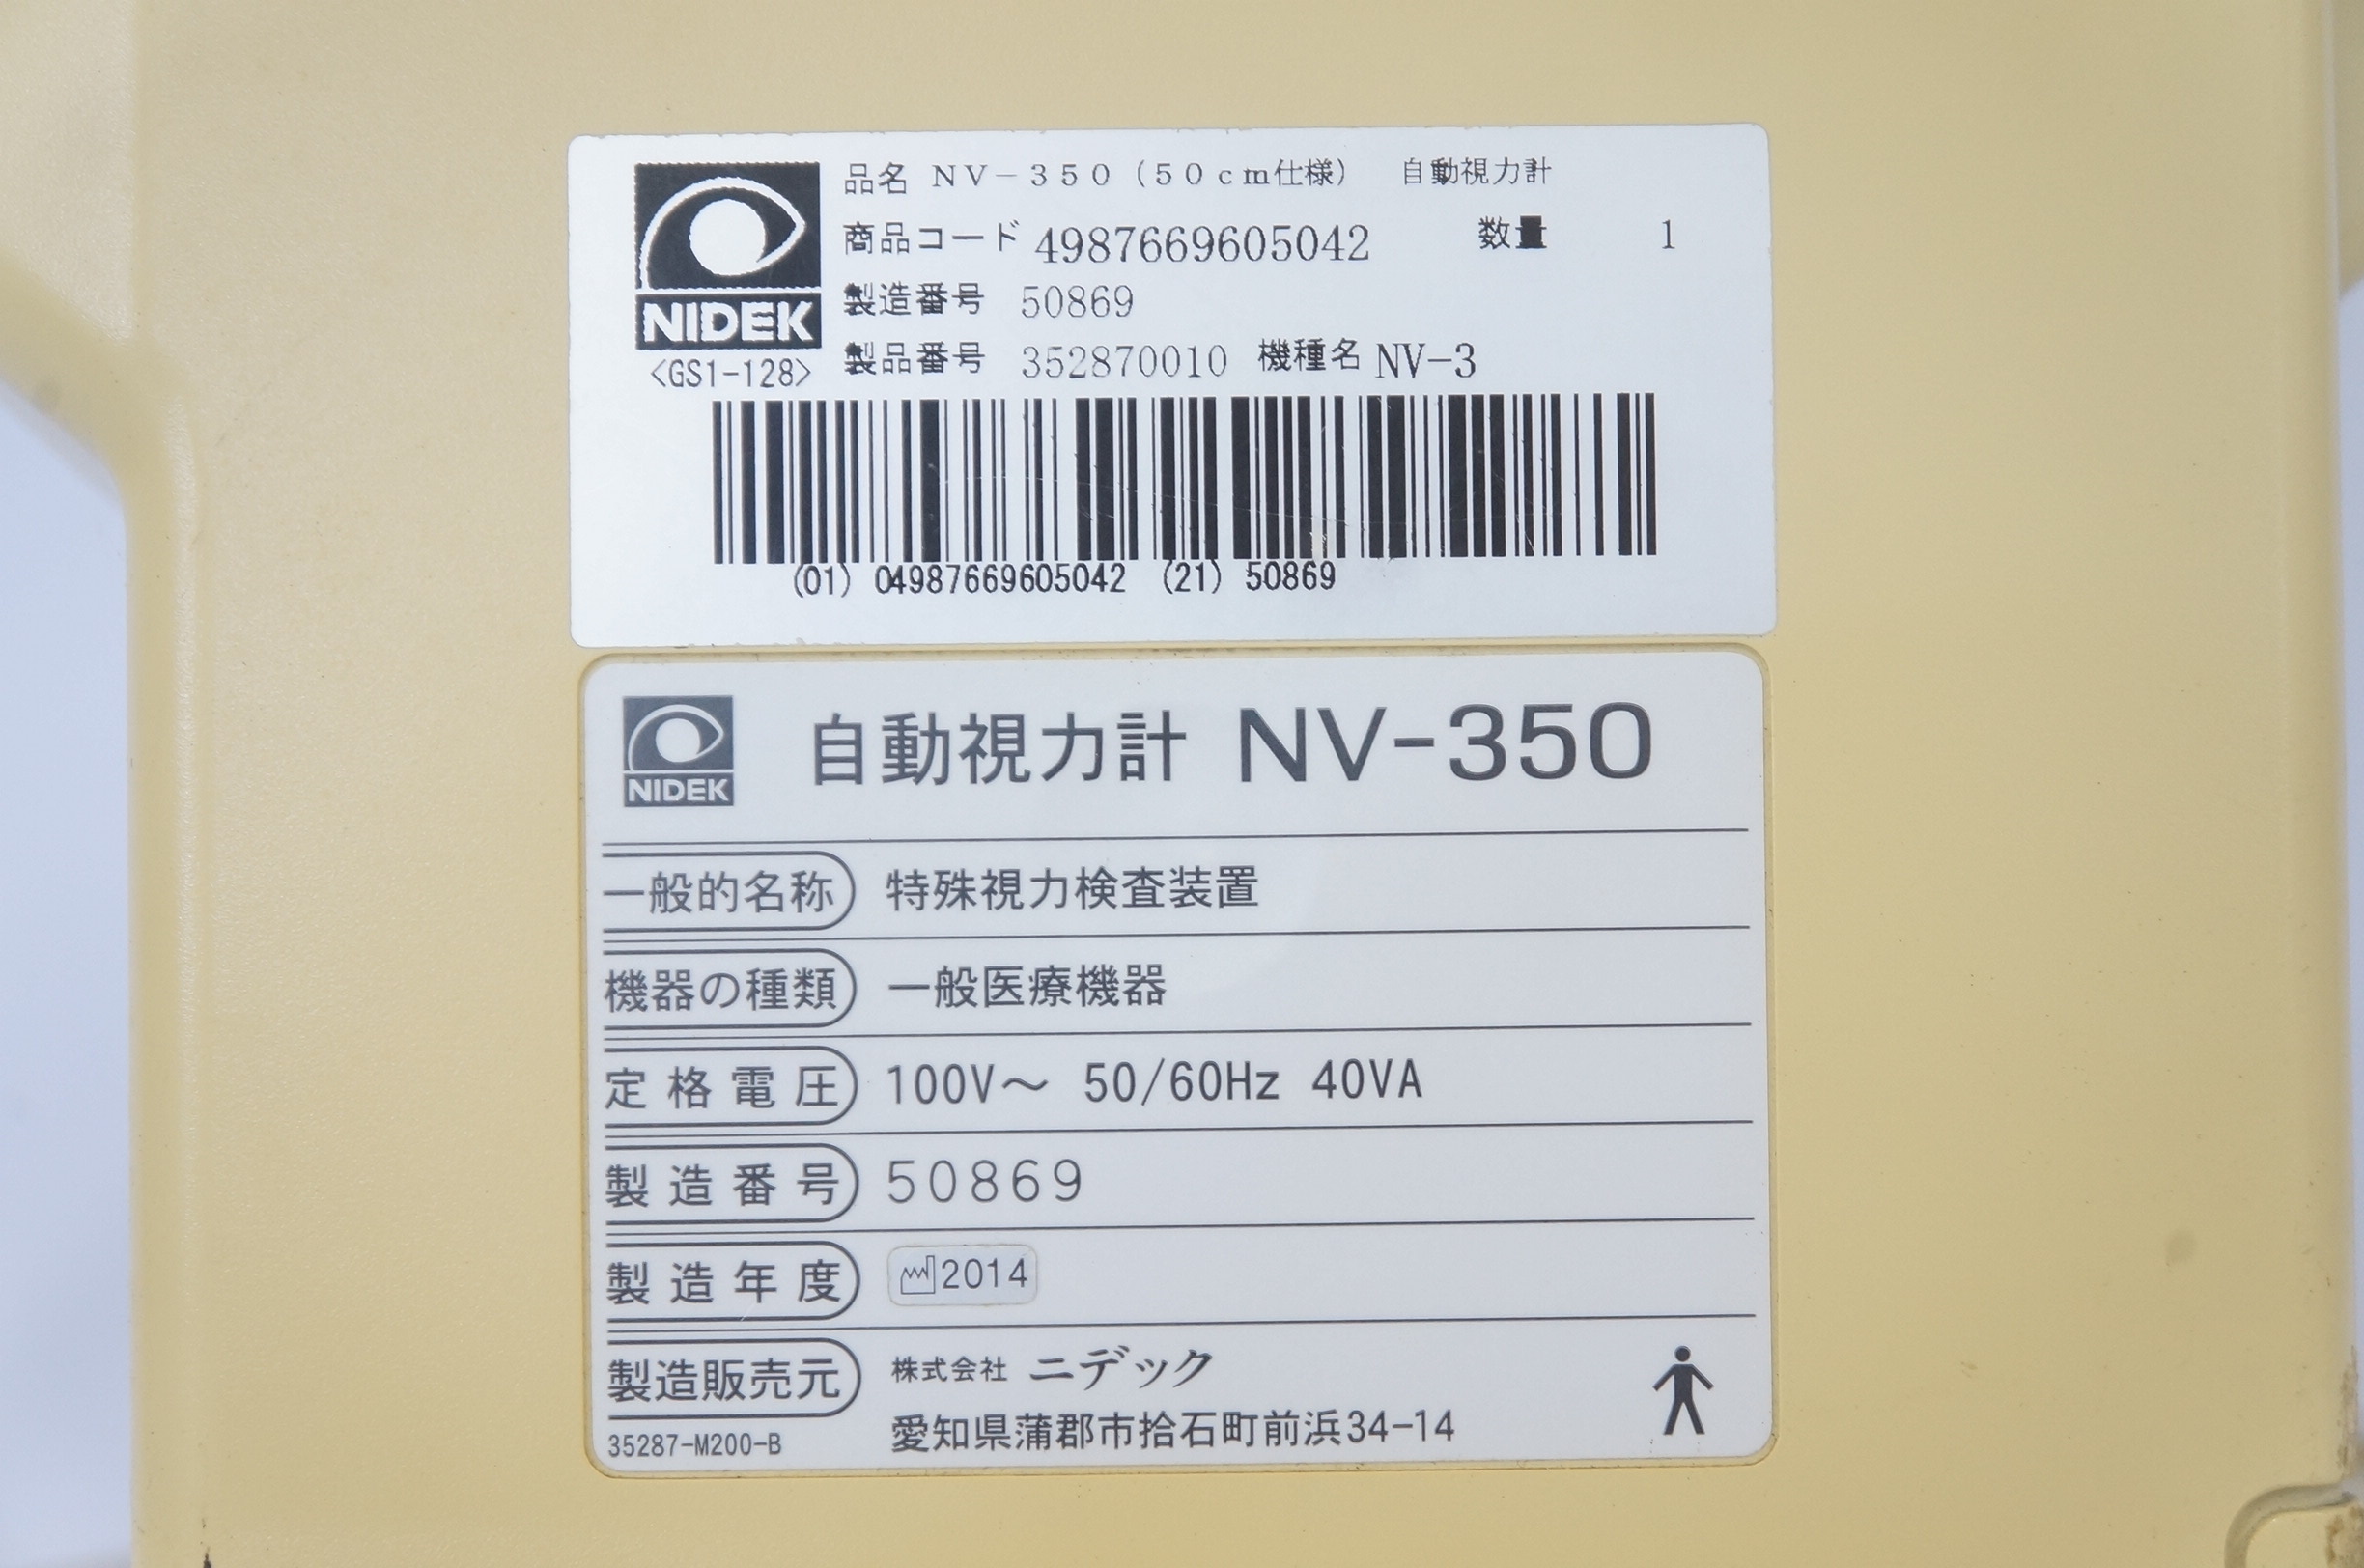 品名 NV-350(50cm仕様) 自動視力計
商品コード 4987669605042 数量 1
製造番号 50869
NIDEK
<GS1-128>
製品番号 352870010 機種名 NV-3
(01) 04987669605042 (21) 50869
NIDEK
自動視力計 NV-350
一般的名称 特殊視力検査装置
機器の種類 一般医療機器
定格電圧 100V～ 50/60Hz 40VA
製造番号 50869
製造年度 2014
製造販売元 株式会社 ニデック
愛知県蒲郡市拾石町前浜34-14
35287-M200-B